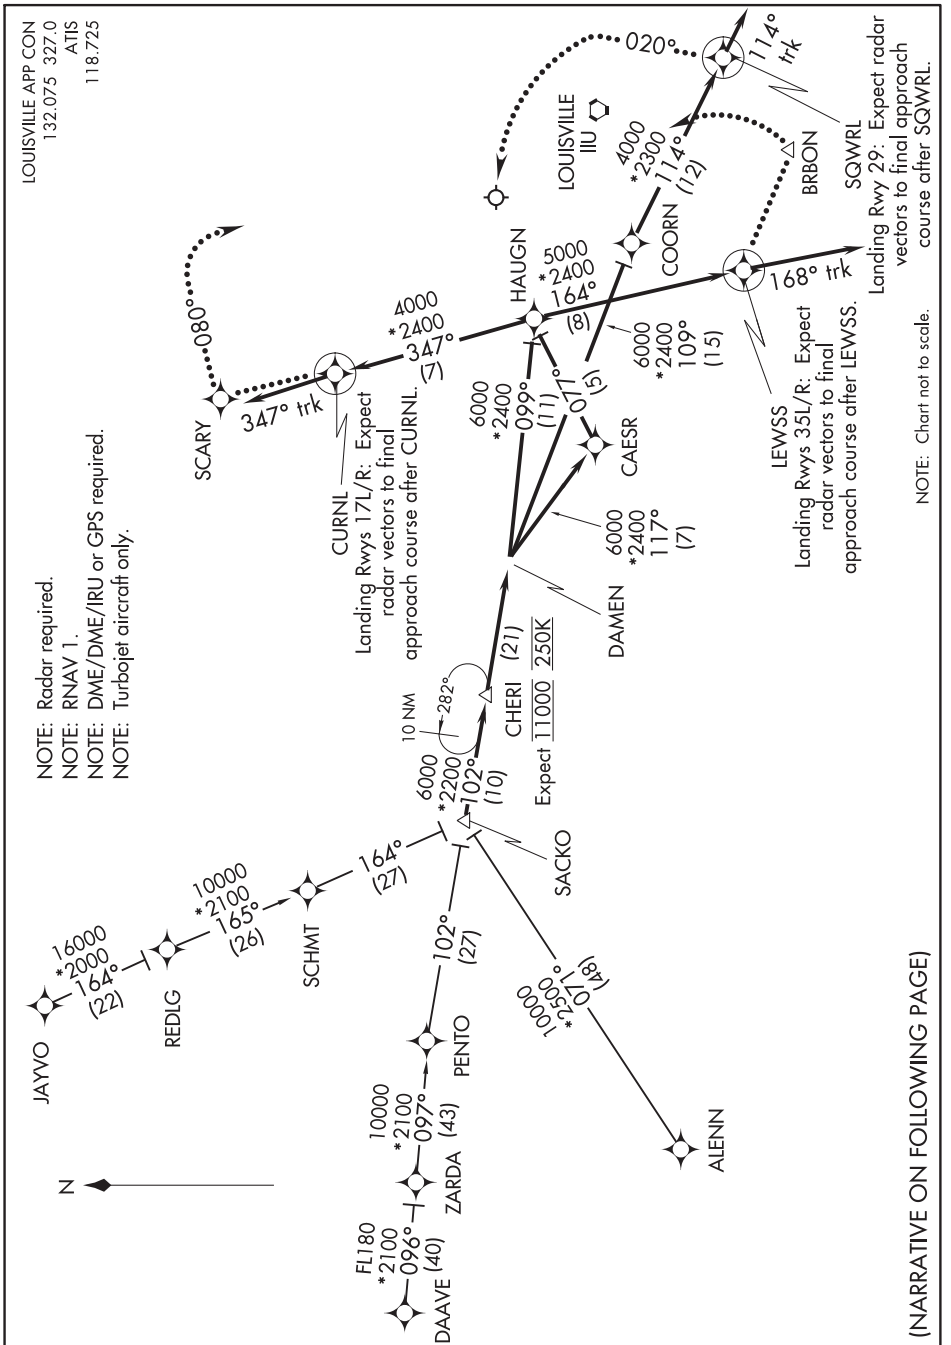 LOUISVILLE APP CON
132.075 327.0
ATIS
118.725
NOTE: Radar required.
NOTE: RNAV 1.
NOTE: DME/DME/IRU or GPS required.
NOTE: Turbojet aircraft only.
N
JAYVO
16000
*2000
164°
(22)
REDLG
10000
*2100
165°
(26)
SCHMT
164°
(27)
DAAVE
FL180
*2100
096°
(40)
ZARDA
10000
*2100
097°
(43)
PENTO
102°
(27)
ALENN
10000
*2500
071°
(48)
SACKO
6000
*2200
102°
(10)
10 NM
282°
CHERI
Expect 11000 250K
(21)
DAMEN
6000
*2400
099°
(11)
6000
*2400
117°
(7)
CAESR
077°
(5)
6000
*2400
109°
(15)
HAUGN
4000
*2400
347°
(7)
CURNL
Landing Rwys 17L/R: Expect
radar vectors to final
approach course after CURNL.
347° trk
SCARY
080°
5000
*2400
164°
(8)
LEWSS
Landing Rwys 35L/R: Expect
radar vectors to final
approach course after LEWSS.
168° trk
BRBON
COORN
4000
*2300
114°
(12)
LOUISVILLE
IIU
020°
114°
trk
SQWRL
Landing Rwy 29: Expect radar
vectors to final approach
course after SQWRL.
NOTE: Chart not to scale.
(NARRATIVE ON FOLLOWING PAGE)